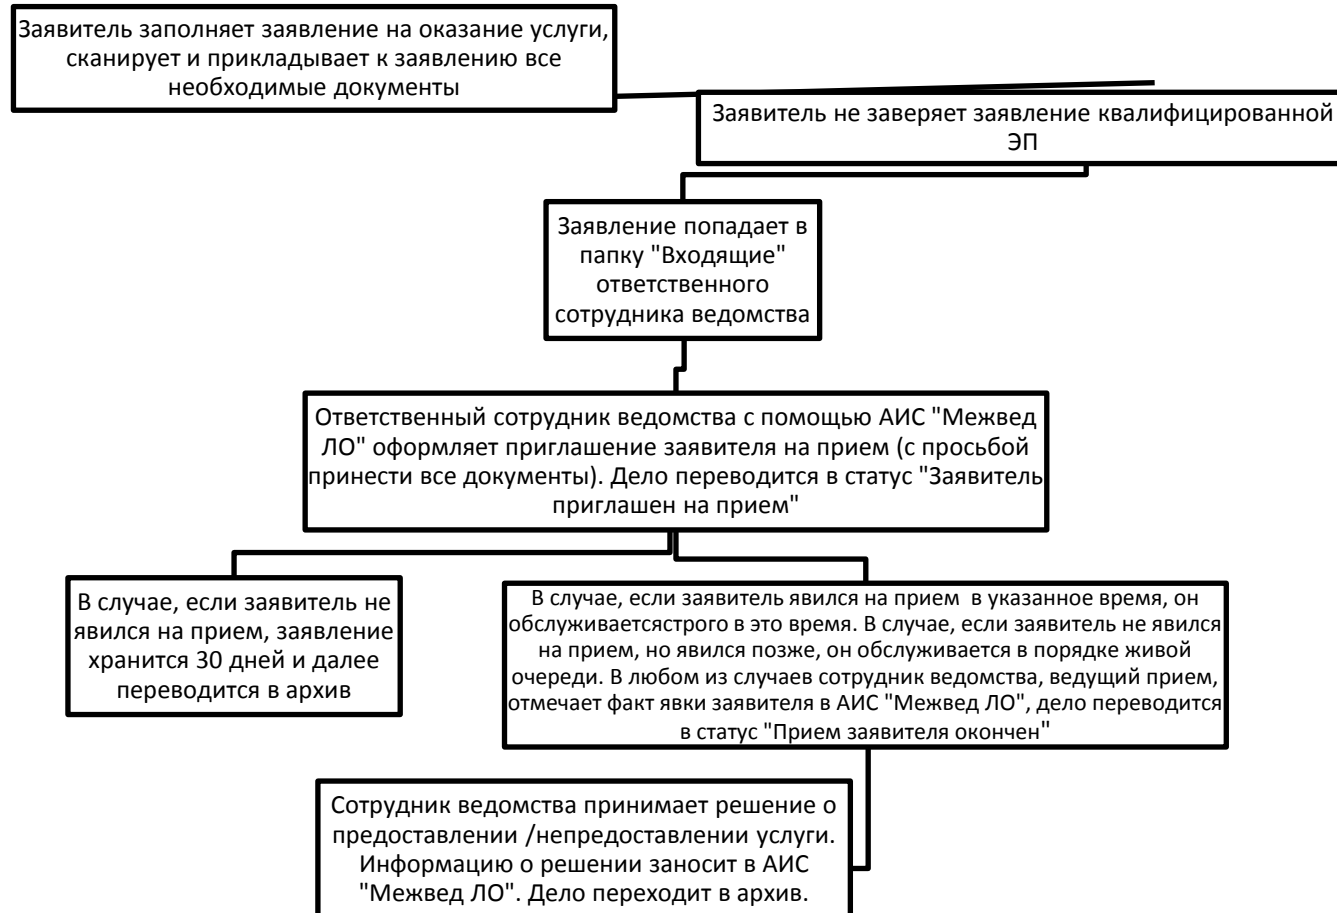 Заявитель заполняет заявление на оказание услуги,
сканирует и прикладывает к заявлению все
необходимые документы
Заявитель не заверяет заявление квалифицированной
ЭП
Заявление попадает в
папку "Входящие"
ответственного
сотрудника ведомства
Ответственный сотрудник ведомства с помощью АИС "Межвед
ЛО" оформляет приглашение заявителя на прием (с просьбой
принести все документы). Дело переводится в статус "Заявитель
приглашен на прием"
В случае, если заявитель не
явился на прием, заявление
хранится 30 дней и далее
переводится в архив
В случае, если заявитель явился на прием  в указанное время, он
обслуживаетсястрого в это время. В случае, если заявитель не явился
на прием, но явился позже, он обслуживается в порядке живой
очереди. В любом из случаев сотрудник ведомства, ведущий прием,
отмечает факт явки заявителя в АИС "Межвед ЛО", дело переводится
в статус "Прием заявителя окончен"
Сотрудник ведомства принимает решение о
предоставлении /непредоставлении услуги.
Информацию о решении заносит в АИС
"Межвед ЛО". Дело переходит в архив.